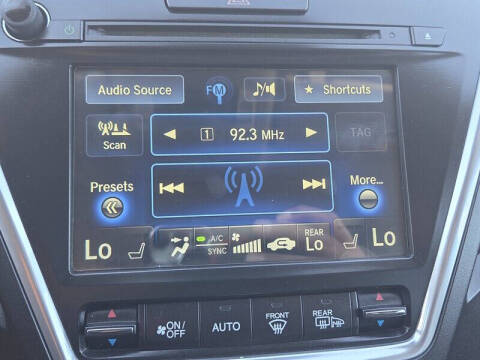 Audio Source
FM
★ Shortcuts
Scan
1 92.3 MHz
TAG
Presets
More...
Lo
A/C
SYNC
REAR
Lo
Lo
ON/
OFF
AUTO
FRONT
REAR